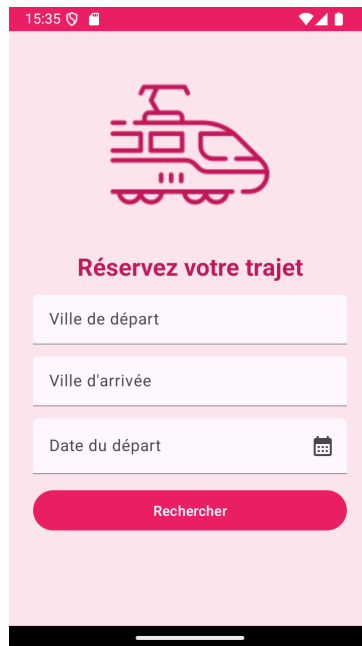 15:35
Réservez votre trajet
Ville de départ
Ville d'arrivée
Date du départ
Rechercher